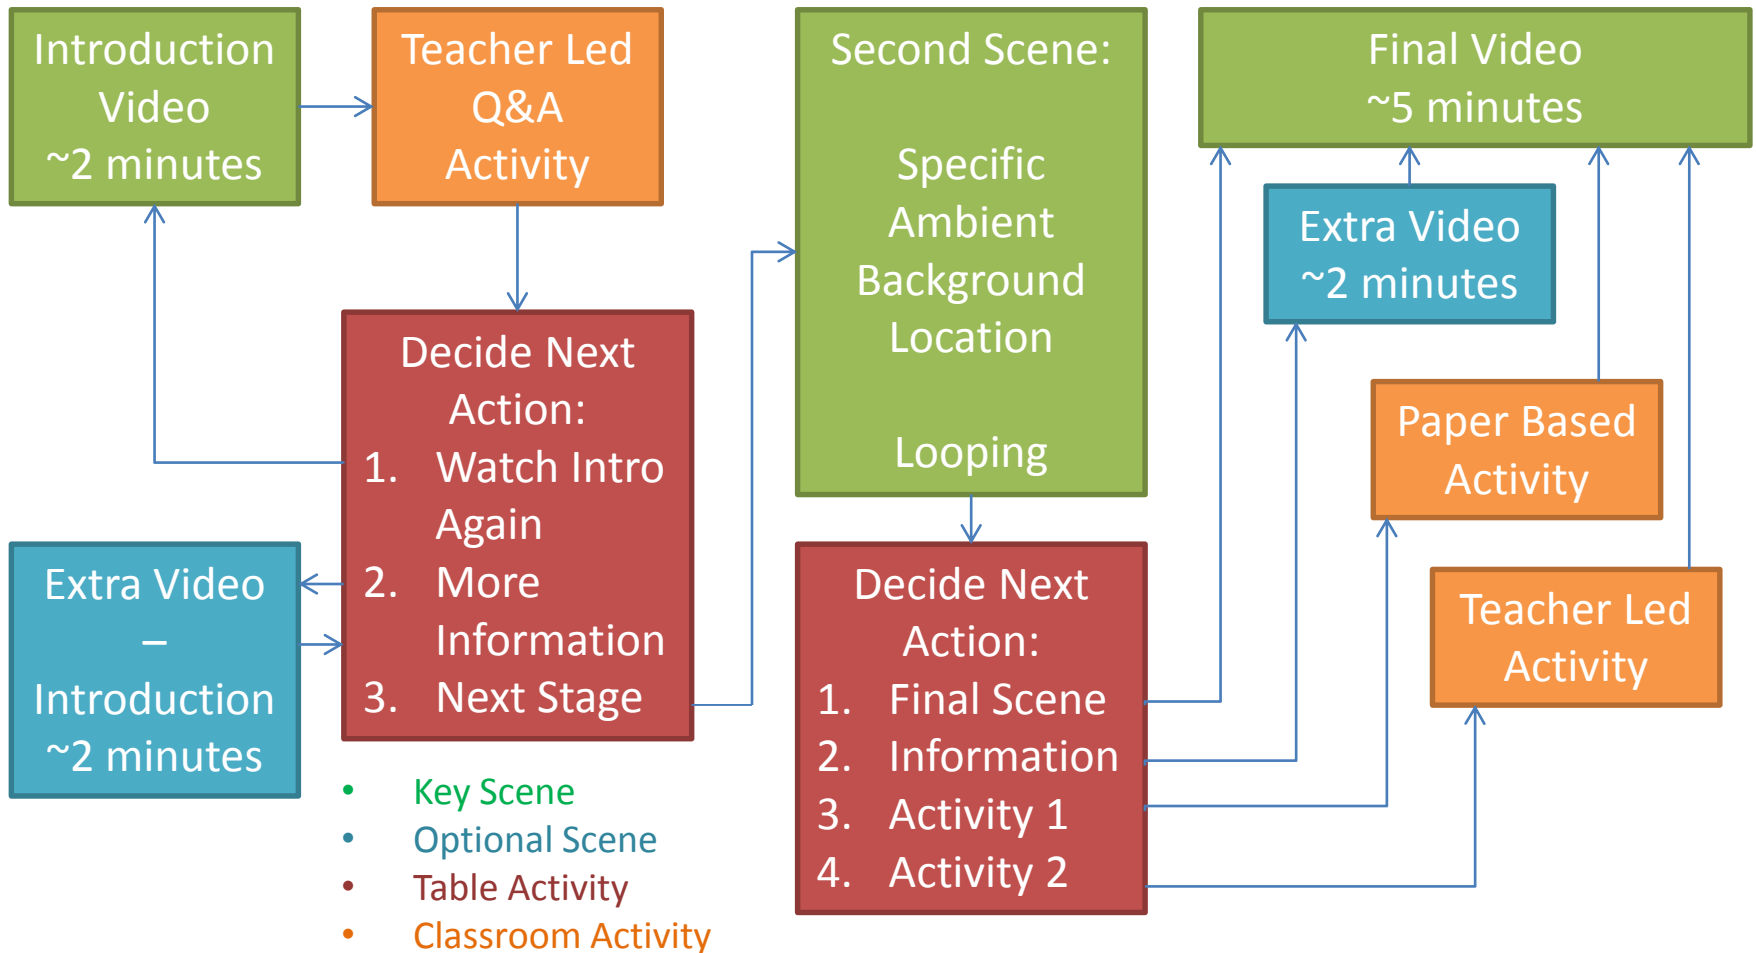 Introduction
Video
~2 minutes
Teacher Led
Q&A
Activity
Decide Next
Action:
1. Watch Intro
Again
2. More
Information
3. Next Stage
Extra Video
–
Introduction
~2 minutes
• Key Scene
• Optional Scene
• Table Activity
• Classroom Activity
Second Scene:
Specific
Ambient
Background
Location
Looping
Decide Next
Action:
1. Final Scene
2. Information
3. Activity 1
4. Activity 2
Final Video
~5 minutes
Extra Video
~2 minutes
Paper Based
Activity
Teacher Led
Activity